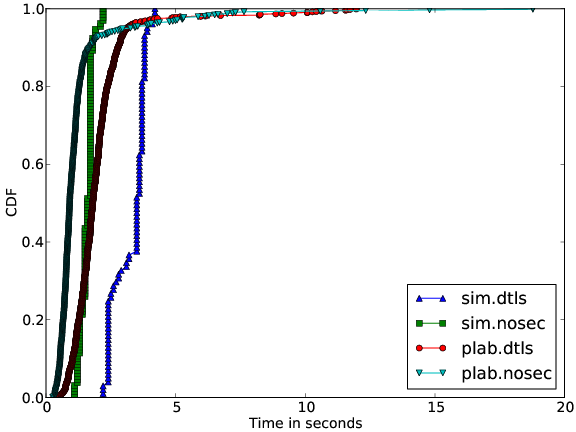 1.0
0.8
0.6
0.4
0.2
0.0
CDF
0 5 10 15 20
Time in seconds
sim.dtls
sim.nosec
plab.dtls
plab.nosec